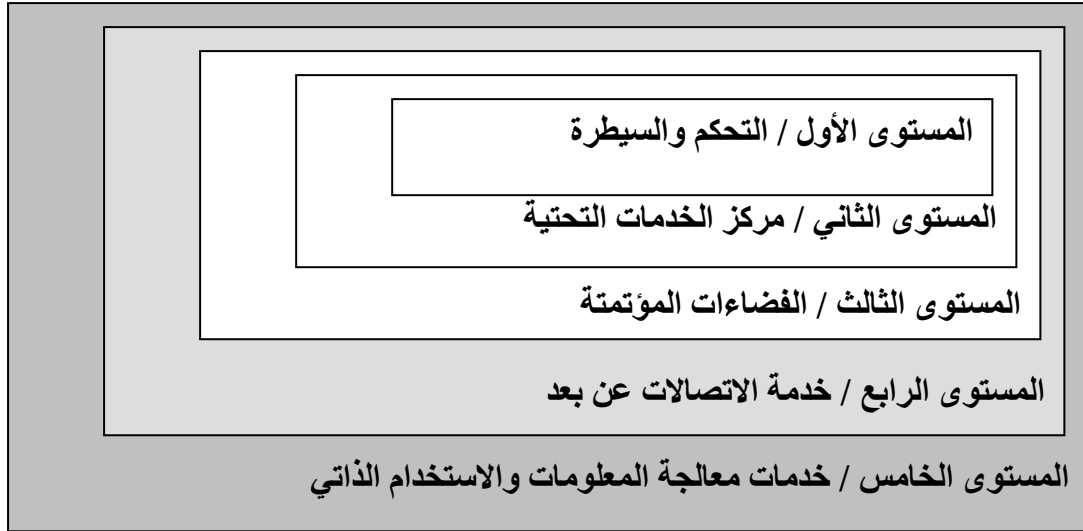 المستوى الأول / التحكم والسيطرة
المستوى الثاني / مركز الخدمات التحتية
المستوى الثالث / الفضاءات المؤتمتة
المستوى الرابع / خدمة الاتصالات عن بعد
المستوى الخامس / خدمات معالجة المعلومات والاستخدام الذاتي